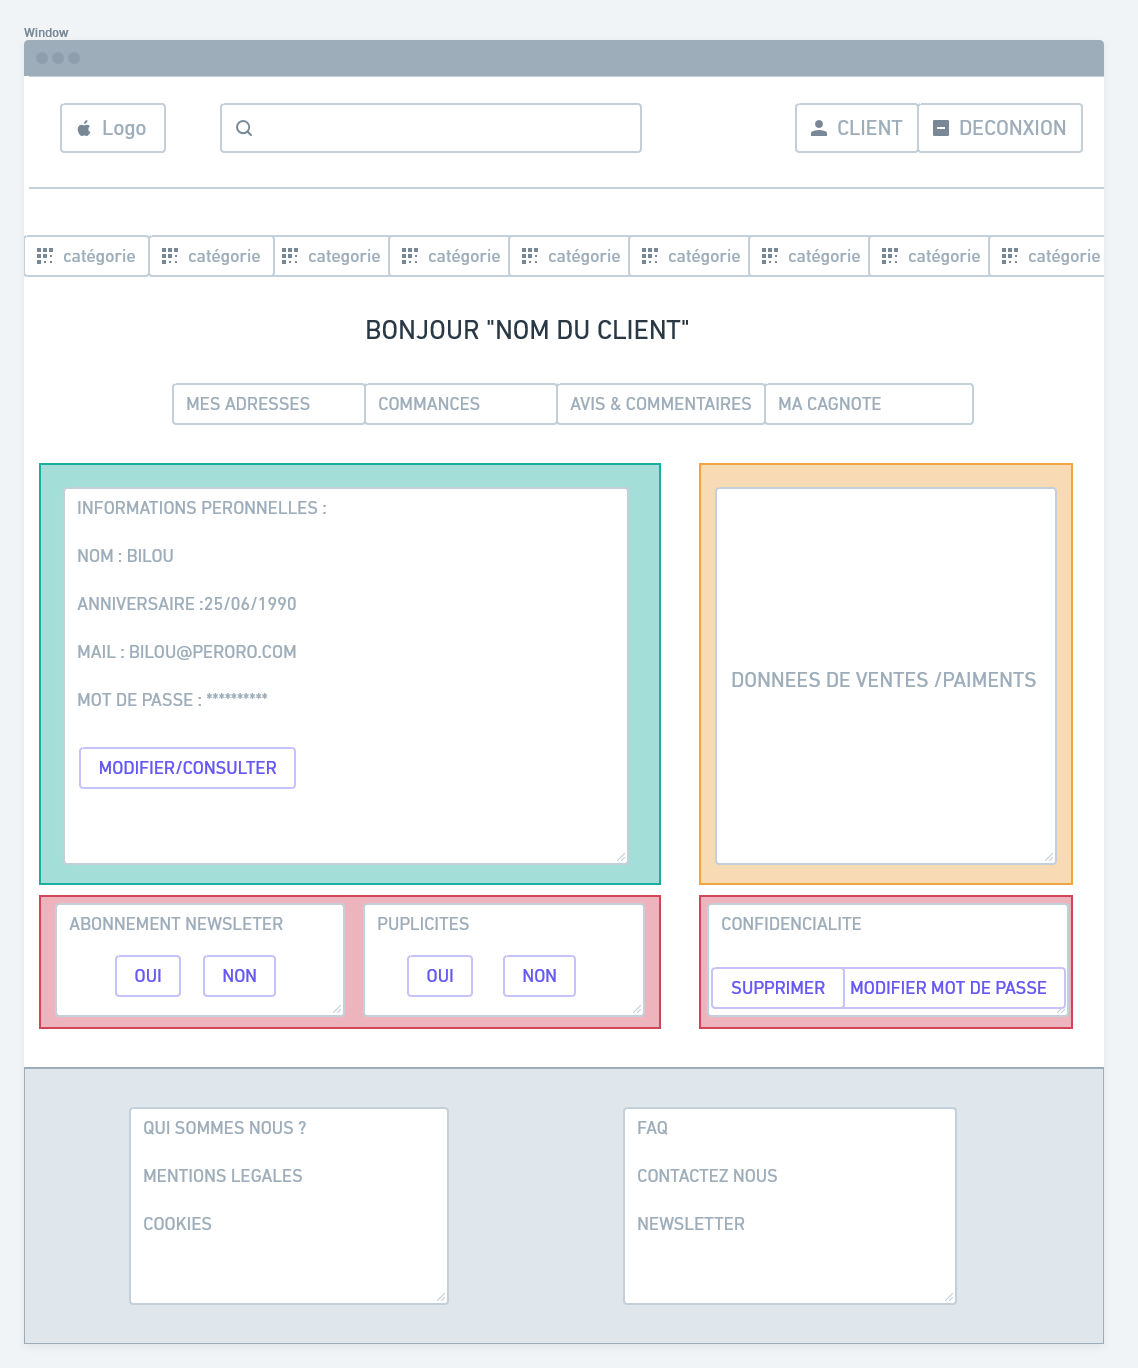 Window
Logo
CLIENT
DECONXION
catégorie catégorie categorie catégorie catégorie catégorie catégorie catégorie catégorie
BONJOUR "NOM DU CLIENT"
MES ADRESSES COMMANCES AVIS & COMMENTAIRES MA CAGNOTE
INFORMATIONS PERONNELLES :
NOM : BILOU
ANNIVERSAIRE :25/06/1990
MAIL : BILOU@PERORO.COM
MOT DE PASSE : **********
MODIFIER/CONSULTER
DONNEES DE VENTES /PAIMENTS
ABONNEMENT NEWSLETER
OUI NON
PUPLICITES
OUI NON
CONFIDENCIALITE
SUPPRIMER MODIFIER MOT DE PASSE
QUI SOMMES NOUS ?
MENTIONS LEGALES
COOKIES
FAQ
CONTACTEZ NOUS
NEWSLETTER